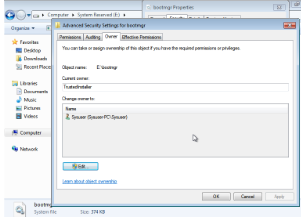 Computer ▸ System Reserved (E:) ▸
bootmgr Properties
Organize ▾
Advanced Security Settings for bootmgr
Permissions Auditing Owner Effective Permissions
Favorites
Desktop
Downloads
Recent Places
Libraries
Documents
Music
Pictures
Videos
Computer
Network
You can take or assign ownership of this object if you have the required permissions or privileges.
Object name: E:\bootmgr
Current owner:
TrustedInstaller
Change owner to:
Name
Sysuser (Sysuser-PC\Sysuser)
Edit...
Learn about object ownership
OK Cancel Apply
bootmgr
System file Size: 374 KB